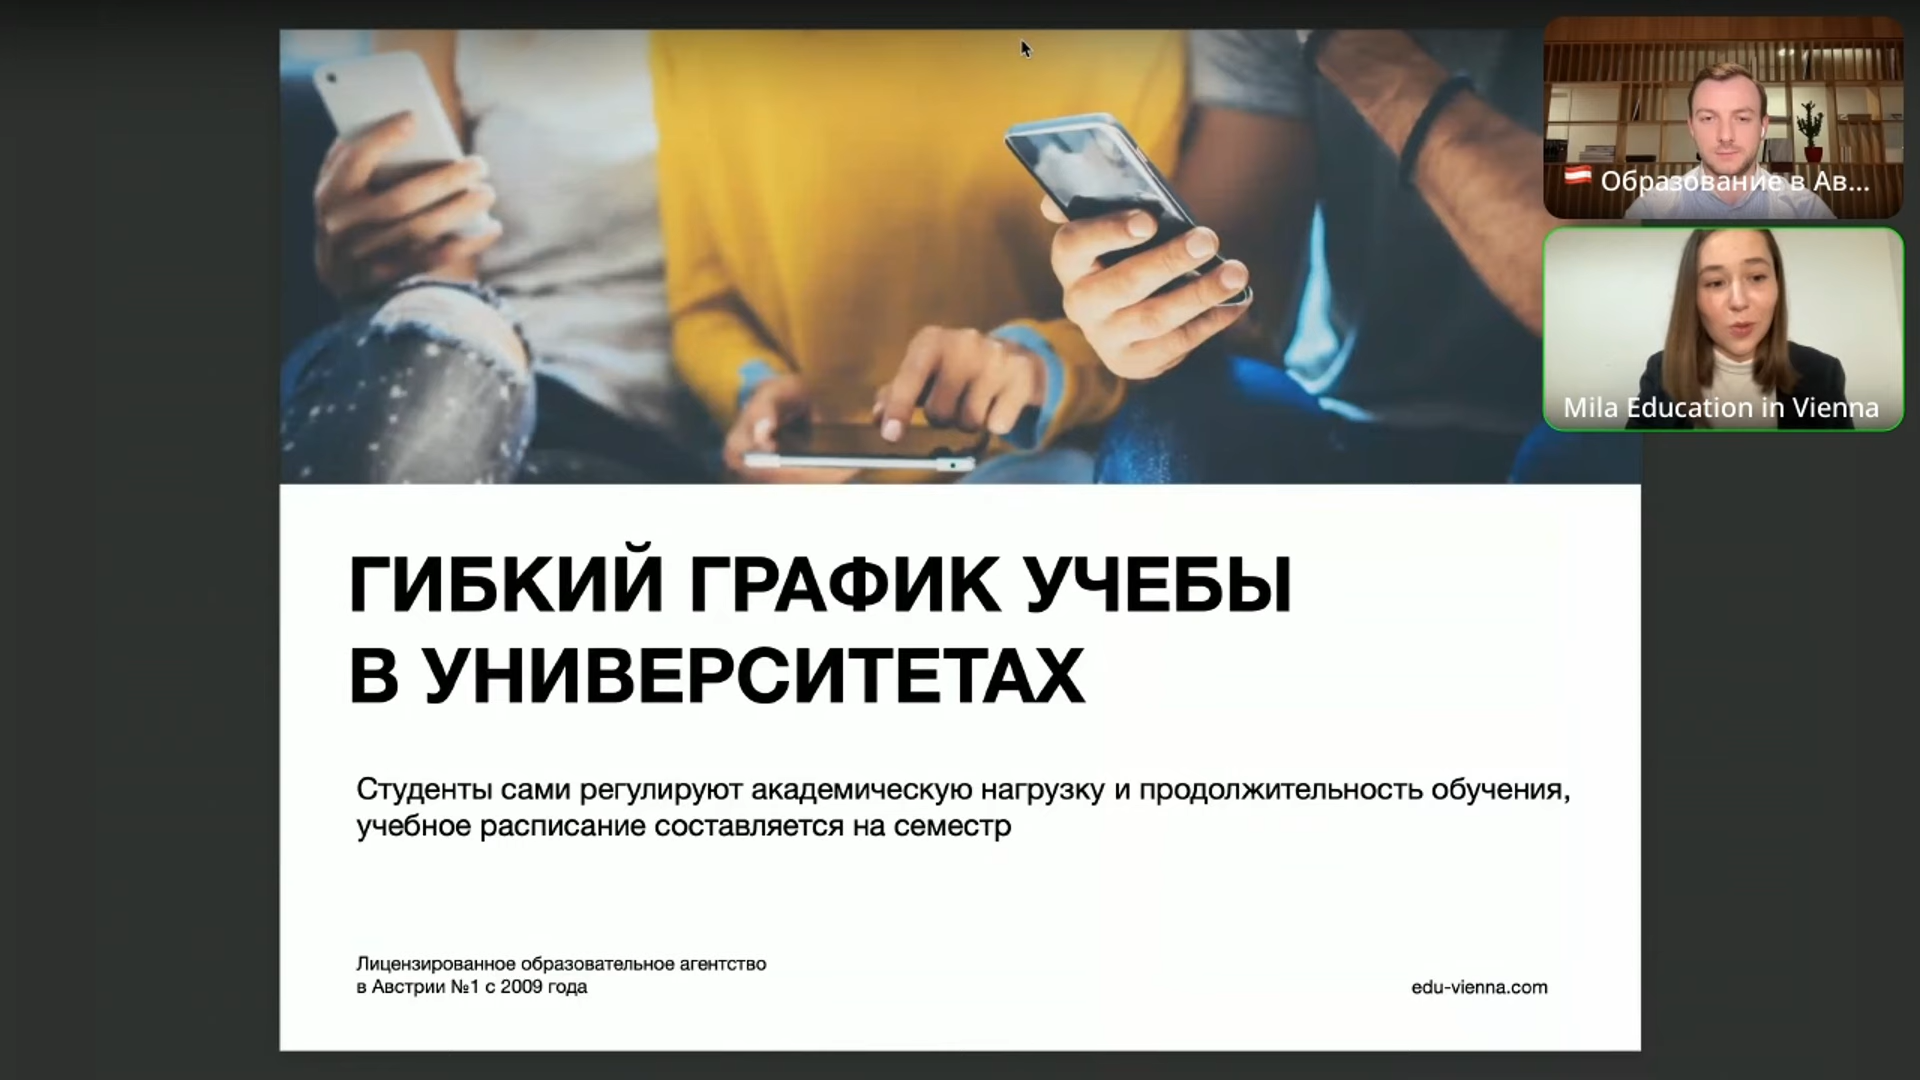 🇦🇹 Образование в Ав...
Mila Education in Vienna
ГИБКИЙ ГРАФИК УЧЕБЫ
В УНИВЕРСИТЕТАХ
Студенты сами регулируют академическую нагрузку и продолжительность обучения,
учебное расписание составляется на семестр
Лицензированное образовательное агентство
в Австрии №1 с 2009 года
edu-vienna.com